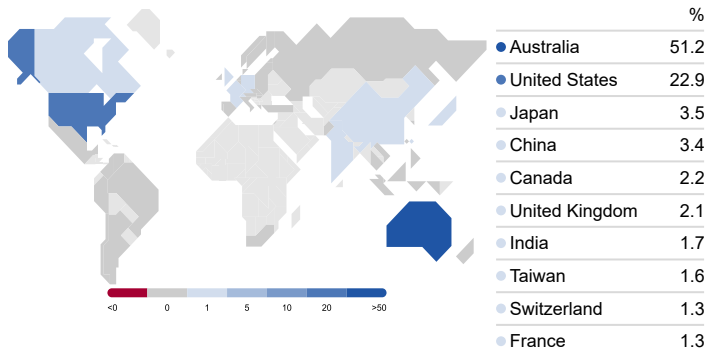 %
Australia 51.2
United States 22.9
Japan 3.5
China 3.4
Canada 2.2
United Kingdom 2.1
India 1.7
Taiwan 1.6
Switzerland 1.3
France 1.3
<0 0 1 5 10 20 >50